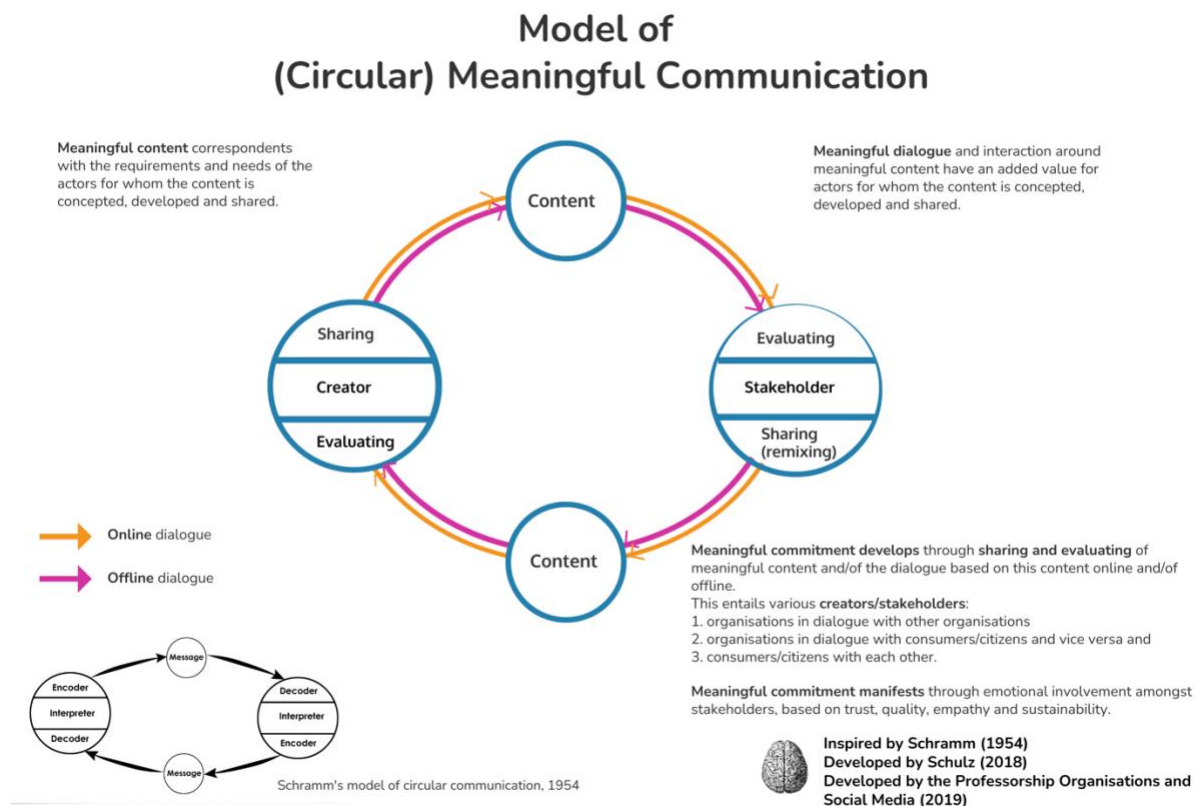 Model of
(Circular) Meaningful Communication
Meaningful content correspondents
with the requirements and needs of the
actors for whom the content is
concepted, developed and shared.
Meaningful dialogue and interaction around
meaningful content have an added value for
actors for whom the content is concepted,
developed and shared.
Content
Sharing
Creator
Evaluating
Evaluating
Stakeholder
Sharing
(remixing)
Content
Online dialogue
Offline dialogue
Meaningful commitment develops through sharing and evaluating of
meaningful content and/of the dialogue based on this content online and/of
offline.
This entails various creators/stakeholders:
1. organisations in dialogue with other organisations
2. organisations in dialogue with consumers/citizens and vice versa and
3. consumers/citizens with each other.
Meaningful commitment manifests through emotional involvement amongst
stakeholders, based on trust, quality, empathy and sustainability.
Message
Encoder
Interpreter
Decoder
Decoder
Interpreter
Encoder
Message
Schramm's model of circular communication, 1954
Inspired by Schramm (1954)
Developed by Schulz (2018)
Developed by the Professorship Organisations and
Social Media (2019)